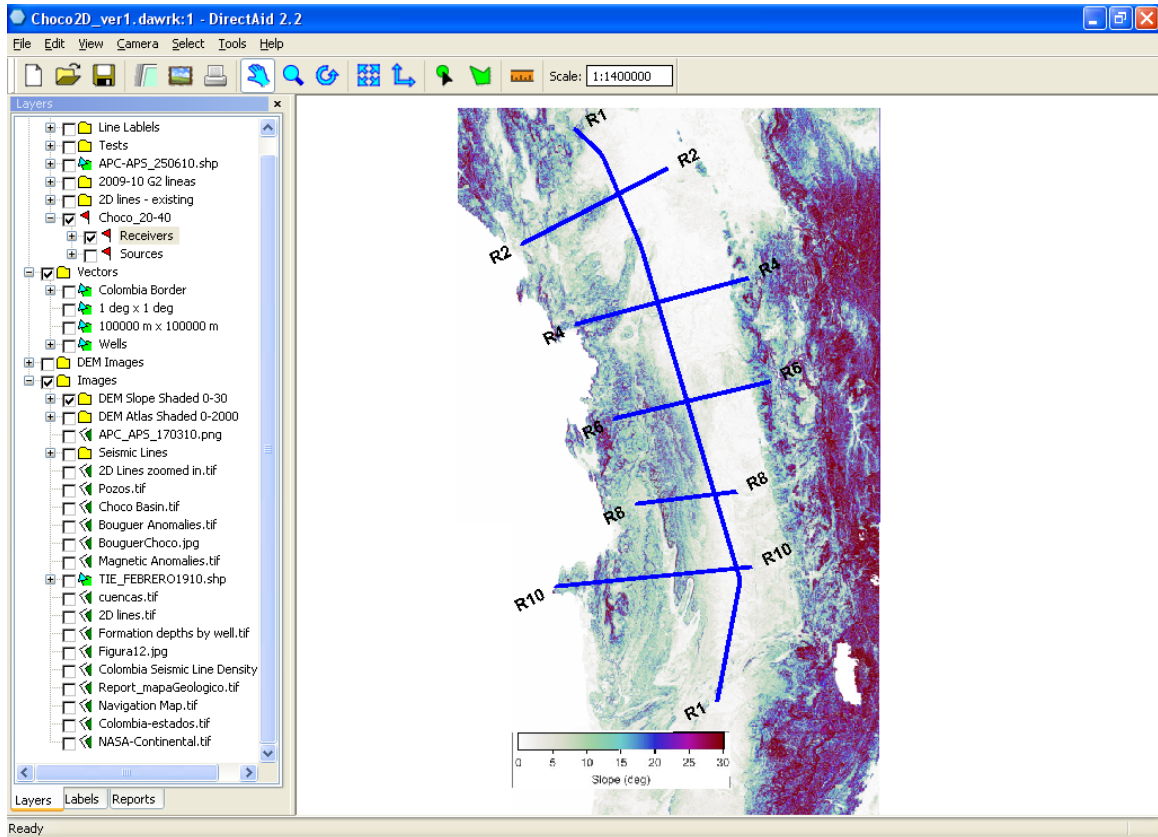 Choco2D_ver1.dawrk:1 - DirectAid 2.2
File Edit View Camera Select Tools Help
Scale: 1:1400000
Layers
Line Lablels
Tests
APC-APS_250610.shp
2009-10 G2 lineas
2D lines - existing
Choco_20-40
Receivers
Sources
Vectors
Colombia Border
1 deg x 1 deg
100000 m x 100000 m
Wells
DEM Images
Images
DEM Slope Shaded 0-30
DEM Atlas Shaded 0-2000
APC_APS_170310.png
Seismic Lines
2D Lines zoomed in.tif
Pozos.tif
Choco Basin.tif
Bouguer Anomalies.tif
BouguerChoco.jpg
Magnetic Anomalies.tif
TIE_FEBRERO1910.shp
cuencas.tif
2D lines.tif
Formation depths by well.tif
Figura12.jpg
Colombia Seismic Line Density
Report_mapaGeologico.tif
Navigation Map.tif
Colombia-estados.tif
NASA-Continental.tif
Layers Labels Reports
Ready
R1
R2
R2
R4
R4
R6
R6
R8
R8
R10
R10
R1
0 5 10 15 20 25 30
Slope (deg)